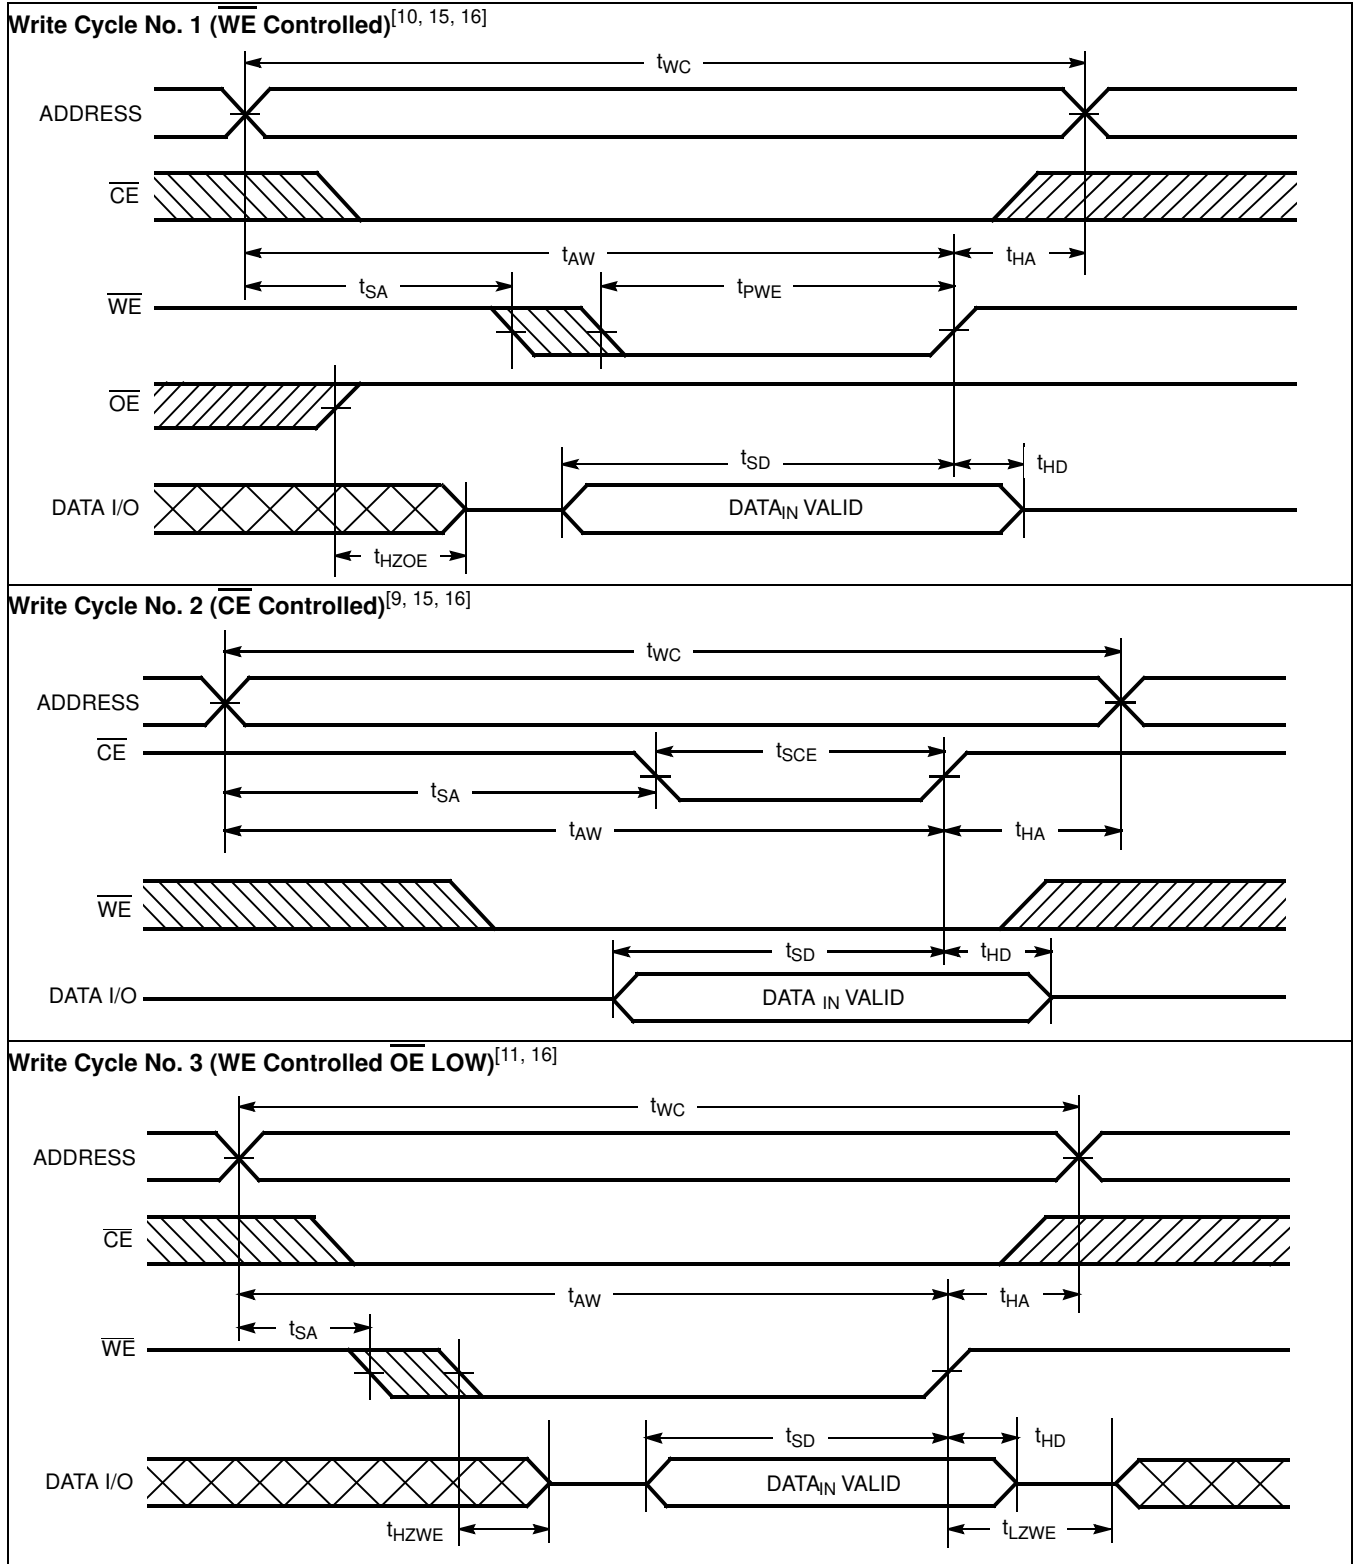 Write Cycle No. 1 (WE Controlled)[10, 15, 16]
tWC
ADDRESS
CE
tAW
tHA
tSA
tPWE
WE
OE
tSD
tHD
DATA I/O
DATAIN VALID
tHZOE
Write Cycle No. 2 (CE Controlled)[9, 15, 16]
tWC
ADDRESS
CE
tSCE
tSA
tAW
tHA
WE
tSD
tHD
DATA I/O
DATA IN VALID
Write Cycle No. 3 (WE Controlled OE LOW)[11, 16]
tWC
ADDRESS
CE
tAW
tHA
tSA
WE
tSD
tHD
DATA I/O
DATAIN VALID
tHZWE
tLZWE